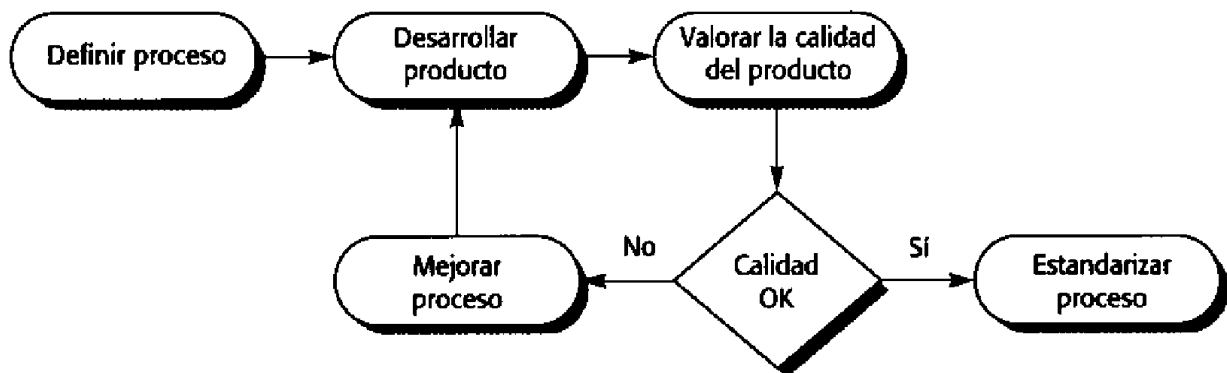 Definir proceso
Desarrollar
producto
Valorar la calidad
del producto
No
Sí
Mejorar
proceso
Calidad
OK
Estandarizar
proceso